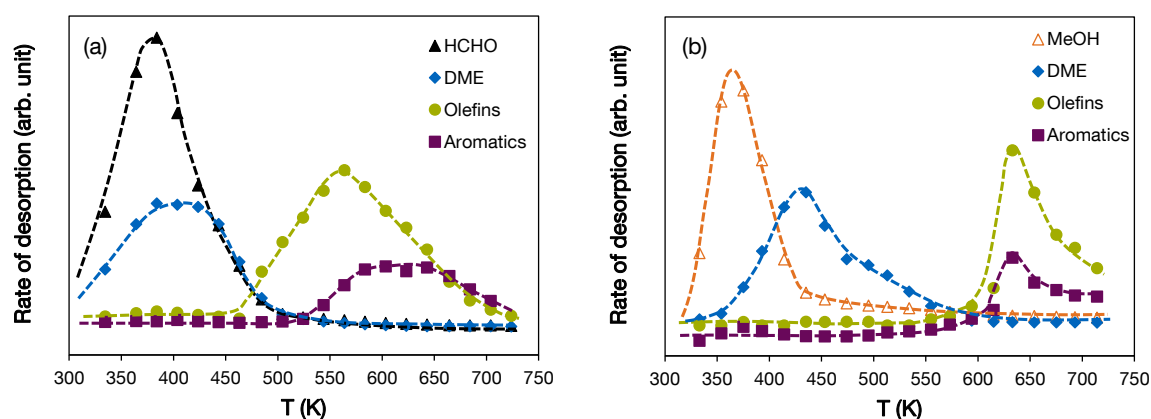 (a)
HCHO
DME
Olefins
Aromatics
Rate of desorption (arb. unit)
300 350 400 450 500 550 600 650 700 750
T (K)
(b)
MeOH
DME
Olefins
Aromatics
Rate of desorption (arb. unit)
300 350 400 450 500 550 600 650 700 750
T (K)